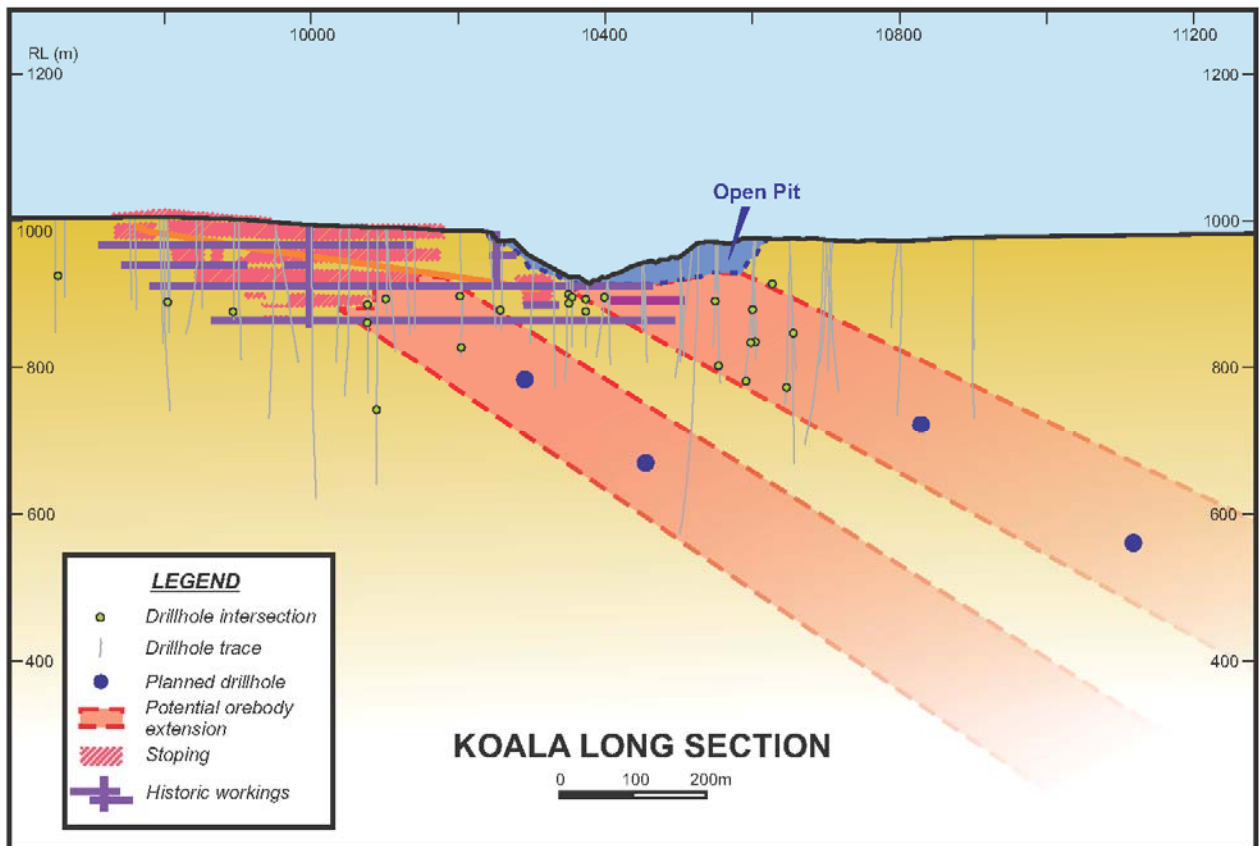 10000 10400 10800 11200
RL (m)
1200 1200
Open Pit
1000 1000
800 800
600 600
400 400
LEGEND
Drillhole intersection
Drillhole trace
Planned drillhole
Potential orebody
extension
Stoping
Historic workings
KOALA LONG SECTION
0 100 200m